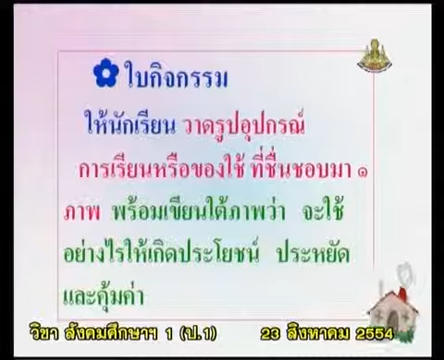 ใบกิจกรรม
ให้นักเรียน วาดรูปอุปกรณ์
การเรียนหรือของใช้ ที่ชื่นชอบมา ๑
ภาพ พร้อมเขียนใต้ภาพว่า จะใช้
อย่างไรให้เกิดประโยชน์ ประหยัด
และคุ้มค่า
วิชา สังคมศึกษาฯ 1 (ป.1) 23 สิงหาคม 2554